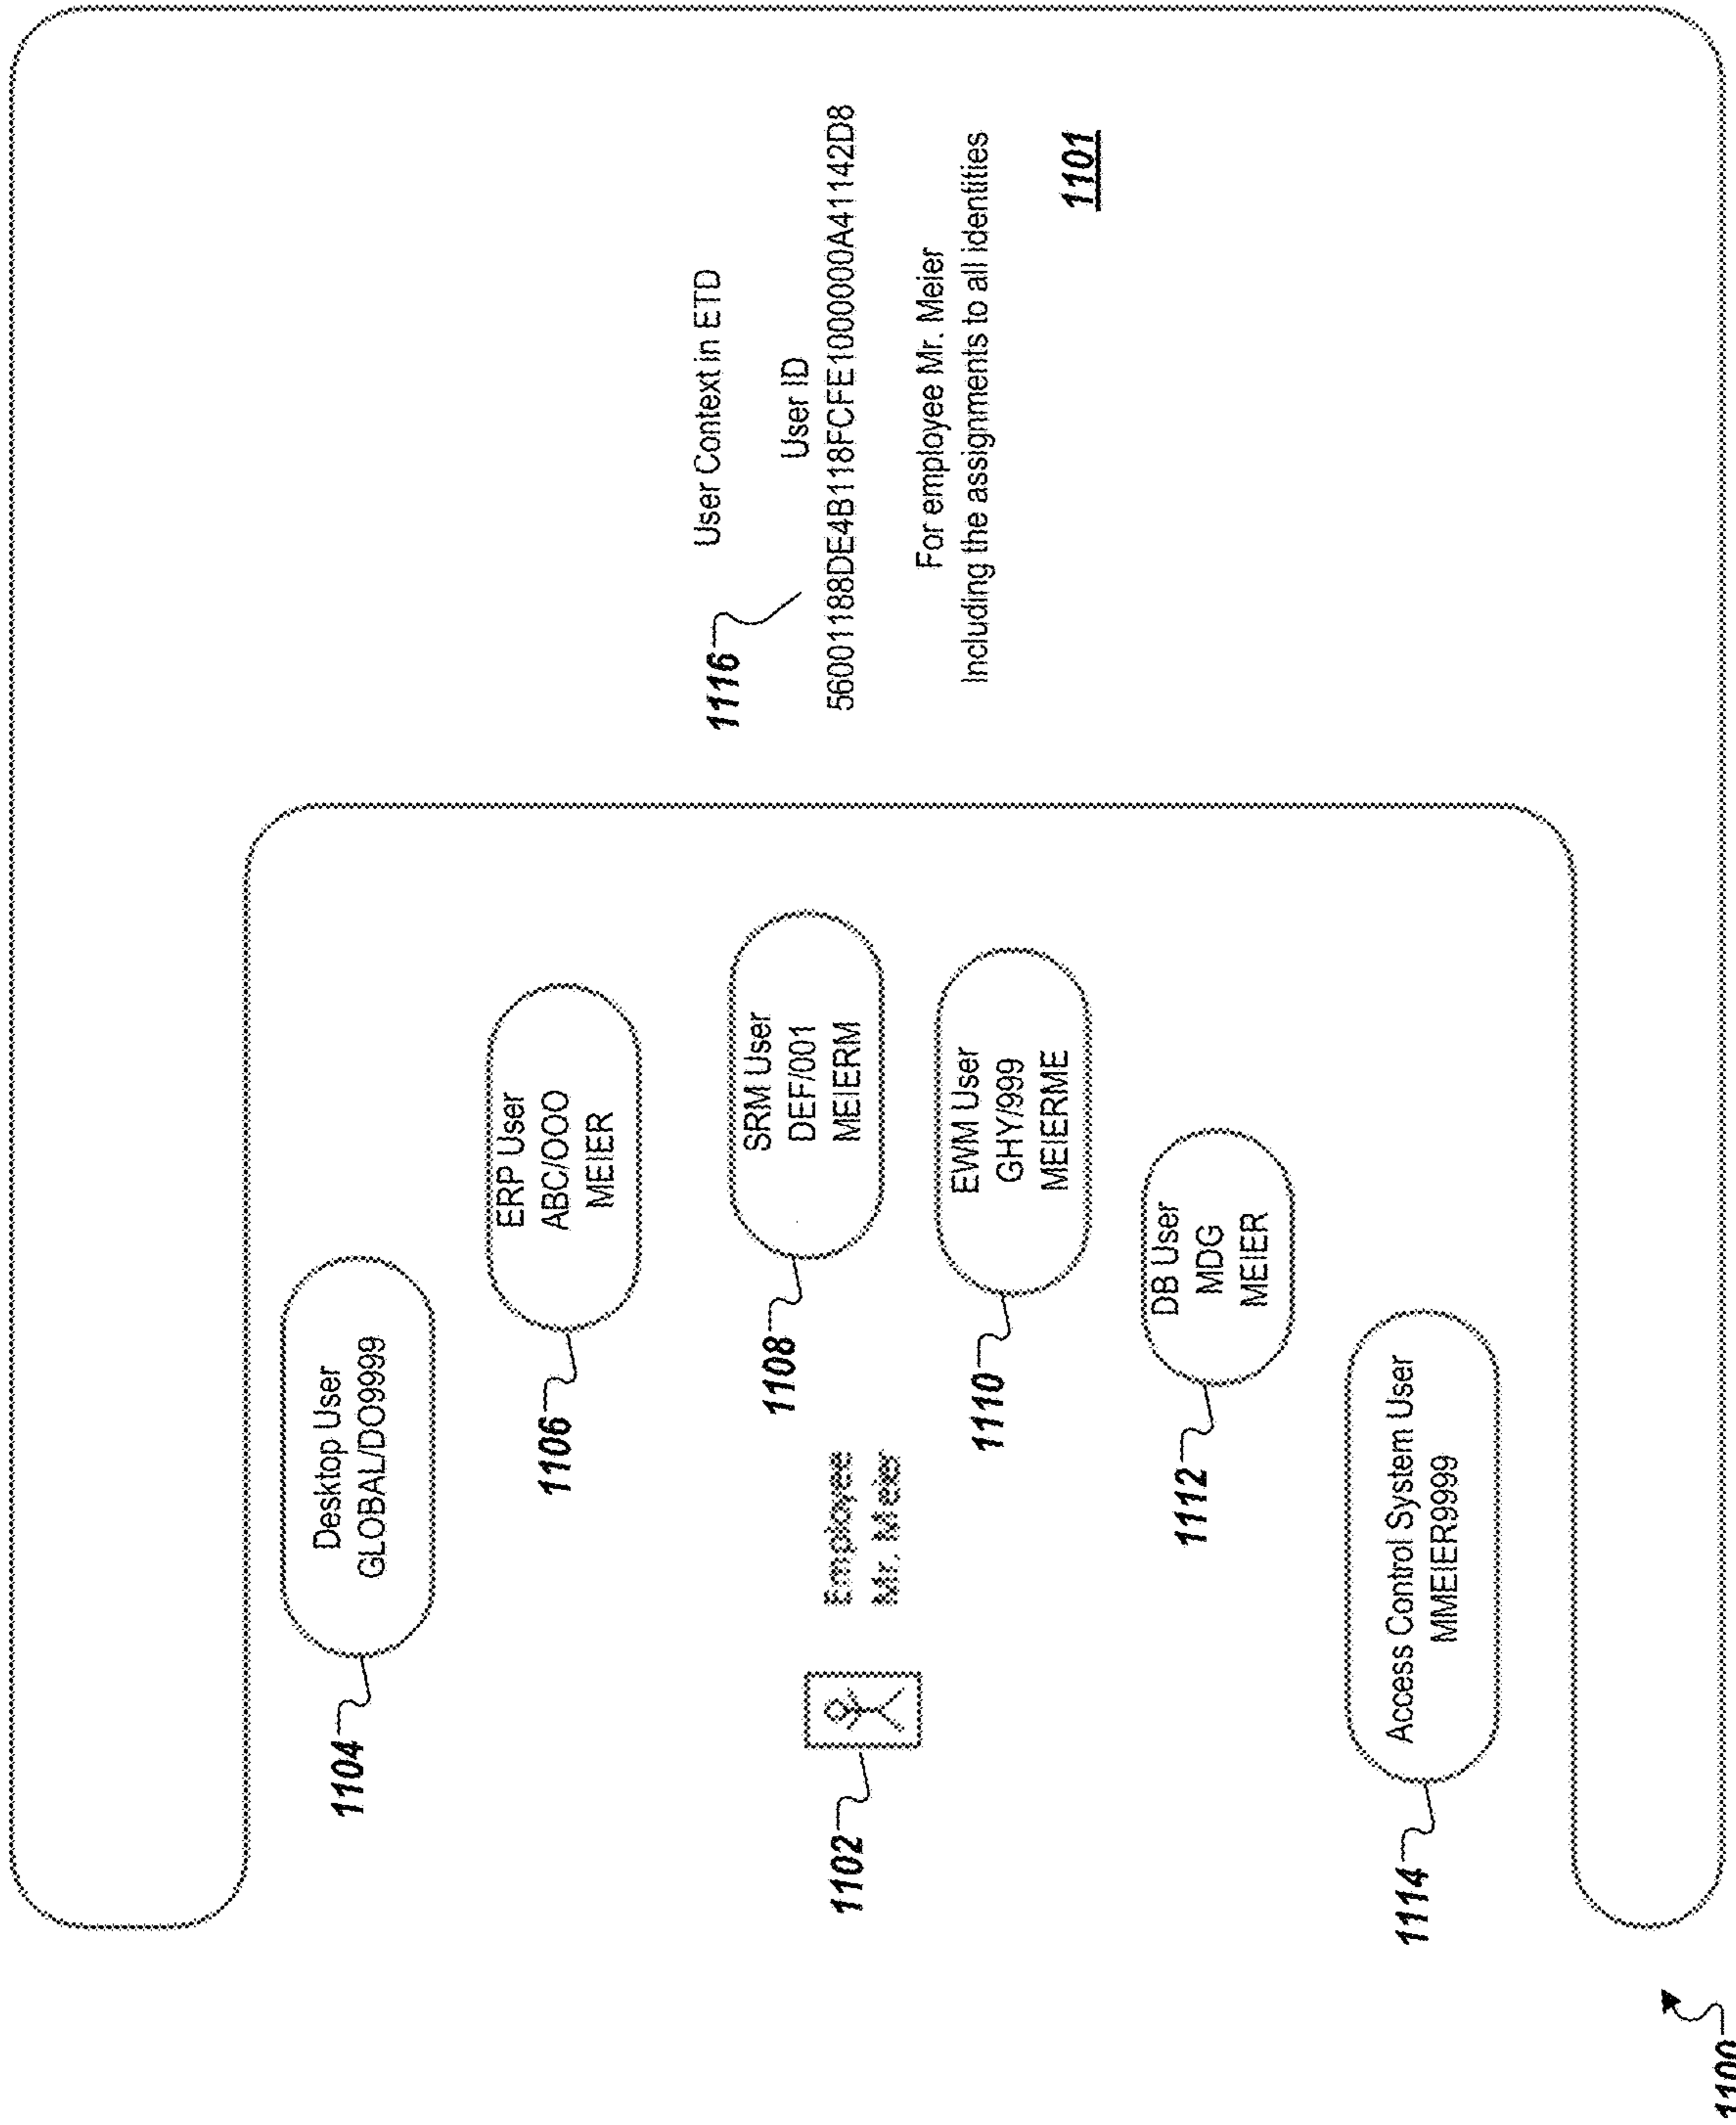 1104
Desktop User
GLOBAL/DO9999
1106
ERP User
ABC/OOO
MEIER
1102
Employee
Mr. Meier
1108
SRM User
DEF/001
MEIERM
1110
EWM User
GHY/999
MEIERME
1112
DB User
MDG
MEIER
1114
Access Control System User
MMEIER9999
User Context in ETD
1116
User ID
5600188DE4B118FCFE1000000A41142D8
For employee Mr. Meier
Including the assignments to all identities
1101
1100